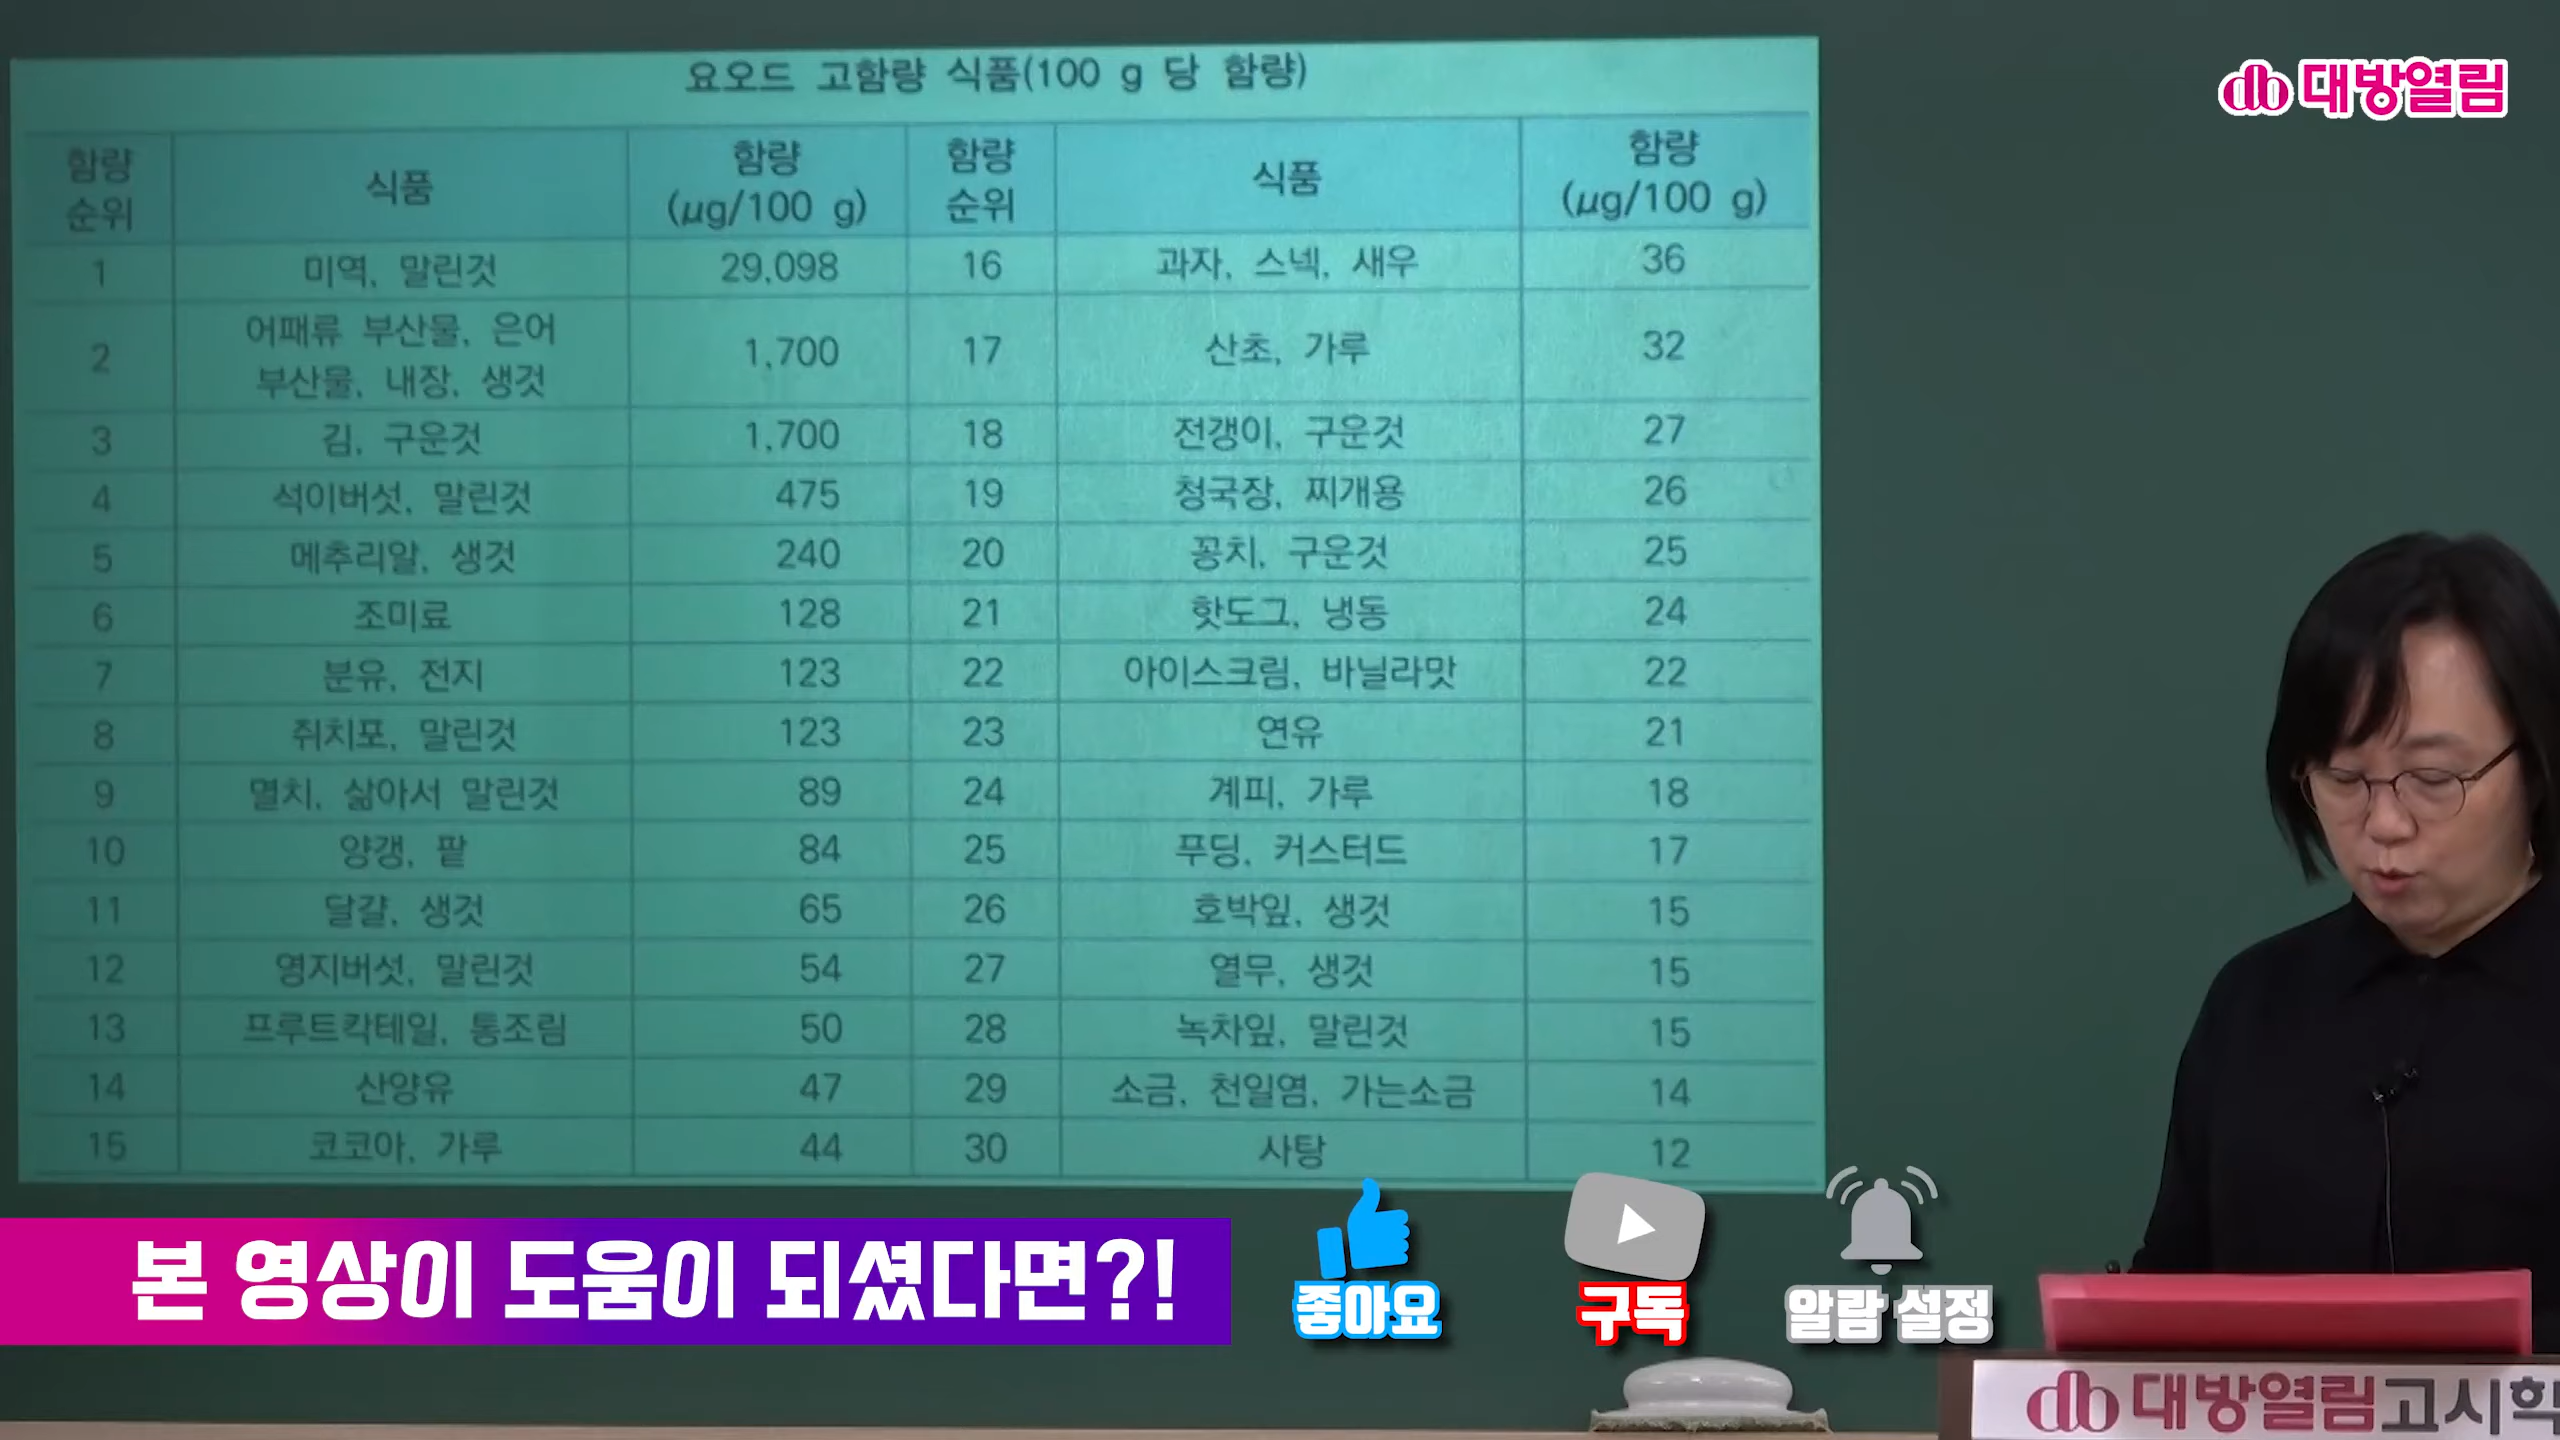 요오드 고함량 식품(100 g 당 함량)
대방열림
함량 순위 식품 함량 (μg/100 g) 함량 순위 식품 함량 (μg/100 g)
1 미역, 말린것 29,098 16 과자, 스넥, 새우 36
2 어패류 부산물, 은어 부산물, 내장, 생것 1,700 17 산초, 가루 32
3 김, 구운것 1,700 18 전갱이, 구운것 27
4 석이버섯, 말린것 475 19 청국장, 찌개용 26
5 메추리알, 생것 240 20 꽁치, 구운것 25
6 조미료 128 21 핫도그, 냉동 24
7 분유, 전지 123 22 아이스크림, 바닐라맛 22
8 쥐치포, 말린것 123 23 연유 21
9 멸치, 삶아서 말린것 89 24 계피, 가루 18
10 양갱, 팥 84 25 푸딩, 커스터드 17
11 달걀, 생것 65 26 호박잎, 생것 15
12 영지버섯, 말린것 54 27 열무, 생것 15
13 프루트칵테일, 통조림 50 28 녹차잎, 말린것 15
14 산양유 47 29 소금, 천일염, 가는소금 14
15 코코아, 가루 44 30 사탕 12
본 영상이 도움이 되셨다면?!
좋아요
구독
알람 설정
대방열림고시학